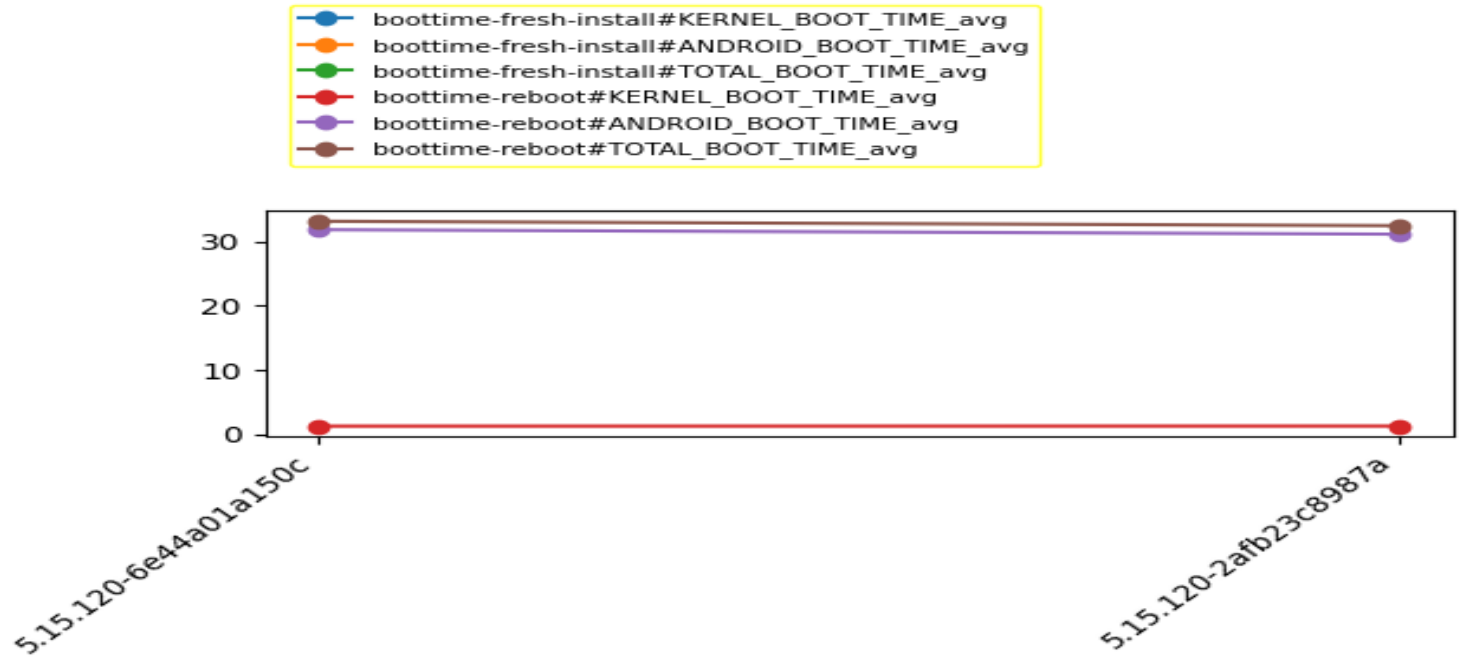 boottime-fresh-install#KERNEL_BOOT_TIME_avg
boottime-fresh-install#ANDROID_BOOT_TIME_avg
boottime-fresh-install#TOTAL_BOOT_TIME_avg
boottime-reboot#KERNEL_BOOT_TIME_avg
boottime-reboot#ANDROID_BOOT_TIME_avg
boottime-reboot#TOTAL_BOOT_TIME_avg
30
20
10
0
5.15.120-6e44a01a150c
5.15.120-2afb23c8987a